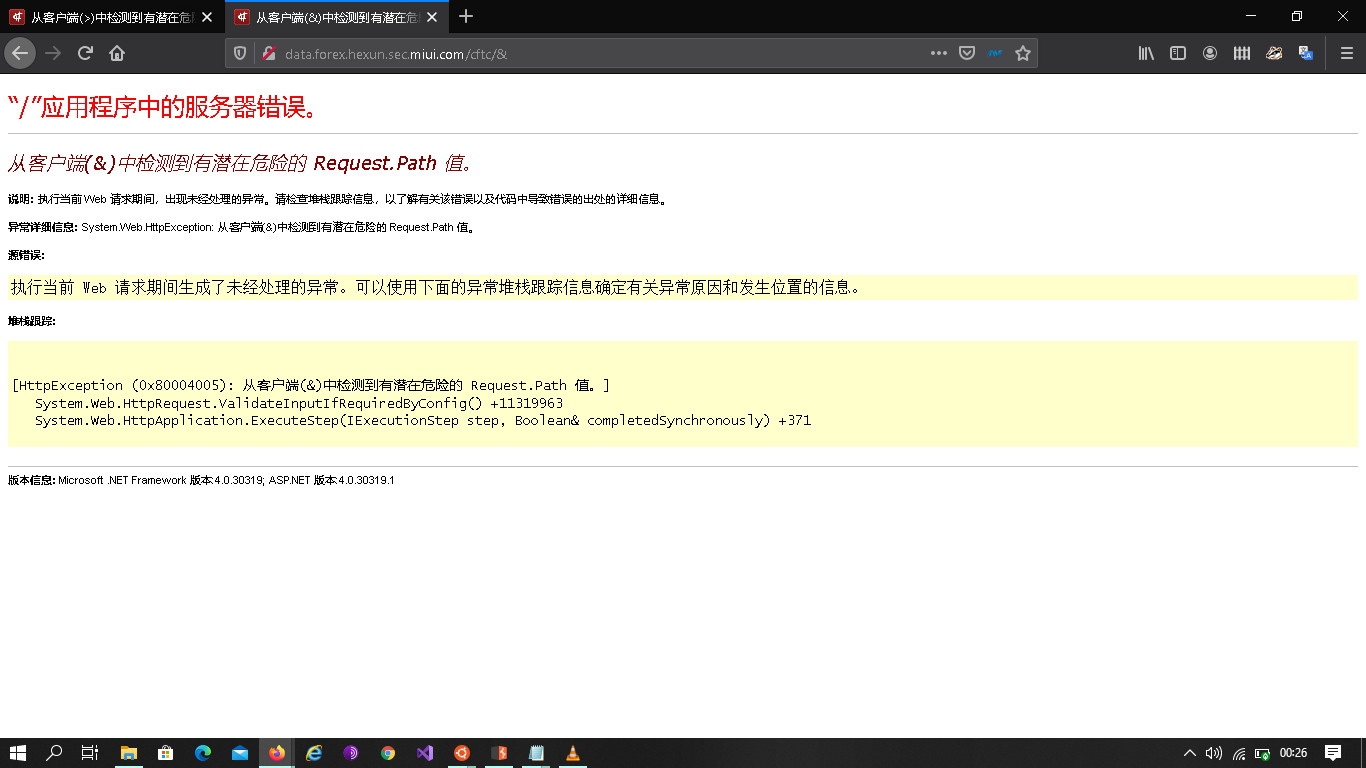 从客户端(>)中检测到有潜在危
从客户端(&)中检测到有潜在危
data.forex.hexun.sec.miui.com/cftc/&
“/”应用程序中的服务器错误。
从客户端(&)中检测到有潜在危险的 Request.Path 值。
说明: 执行当前 Web 请求期间，出现未经处理的异常。请检查堆栈跟踪信息，以了解有关该错误以及代码中导致错误的出处的详细信息。
异常详细信息: System.Web.HttpException: 从客户端(&)中检测到有潜在危险的 Request.Path 值。
源错误:
执行当前 Web 请求期间生成了未经处理的异常。可以使用下面的异常堆栈跟踪信息确定有关异常原因和发生位置的信息。
堆栈跟踪:
[HttpException (0x80004005): 从客户端(&)中检测到有潜在危险的 Request.Path 值。]
System.Web.HttpRequest.ValidateInputIfRequiredByConfig() +11319963
System.Web.HttpApplication.ExecuteStep(IExecutionStep step, Boolean& completedSynchronously) +371
版本信息: Microsoft .NET Framework 版本:4.0.30319; ASP.NET 版本:4.0.30319.1
00:26